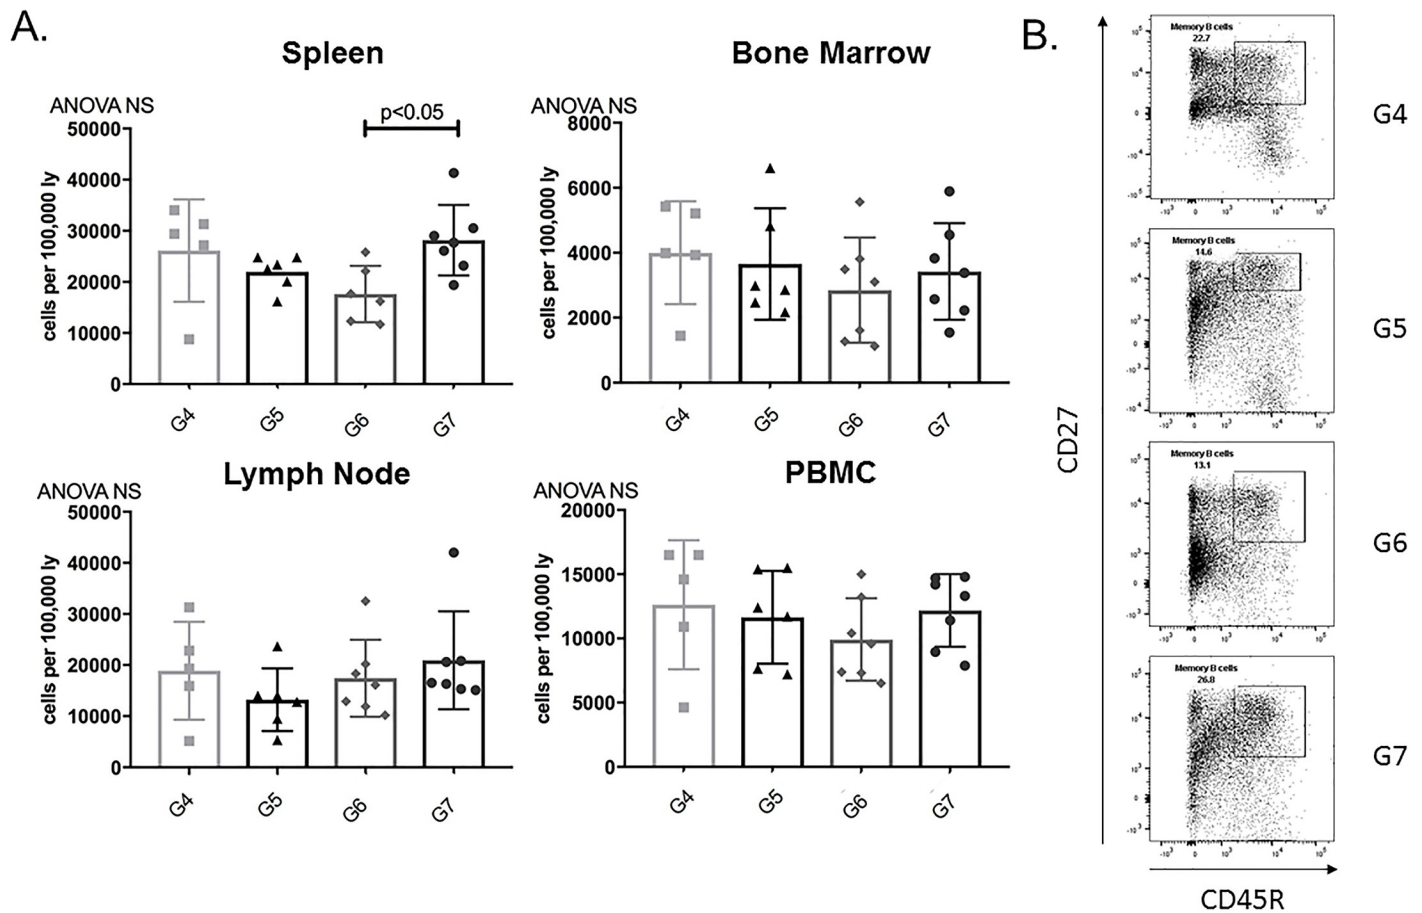 A.
Spleen
ANOVA NS
p<0.05
cells per 100,000 ly
50000
40000
30000
20000
10000
0
G4
G5
G6
G7
Bone Marrow
ANOVA NS
cells per 100,000 ly
8000
6000
4000
2000
0
G4
G5
G6
G7
Lymph Node
ANOVA NS
cells per 100,000 ly
50000
40000
30000
20000
10000
0
G4
G5
G6
G7
PBMC
ANOVA NS
cells per 100,000 ly
20000
15000
10000
5000
0
G4
G5
G6
G7
B.
CD27
Memory B cells
22.7
G4
Memory B cells
14.6
G5
Memory B cells
13.1
G6
Memory B cells
26.8
G7
CD45R